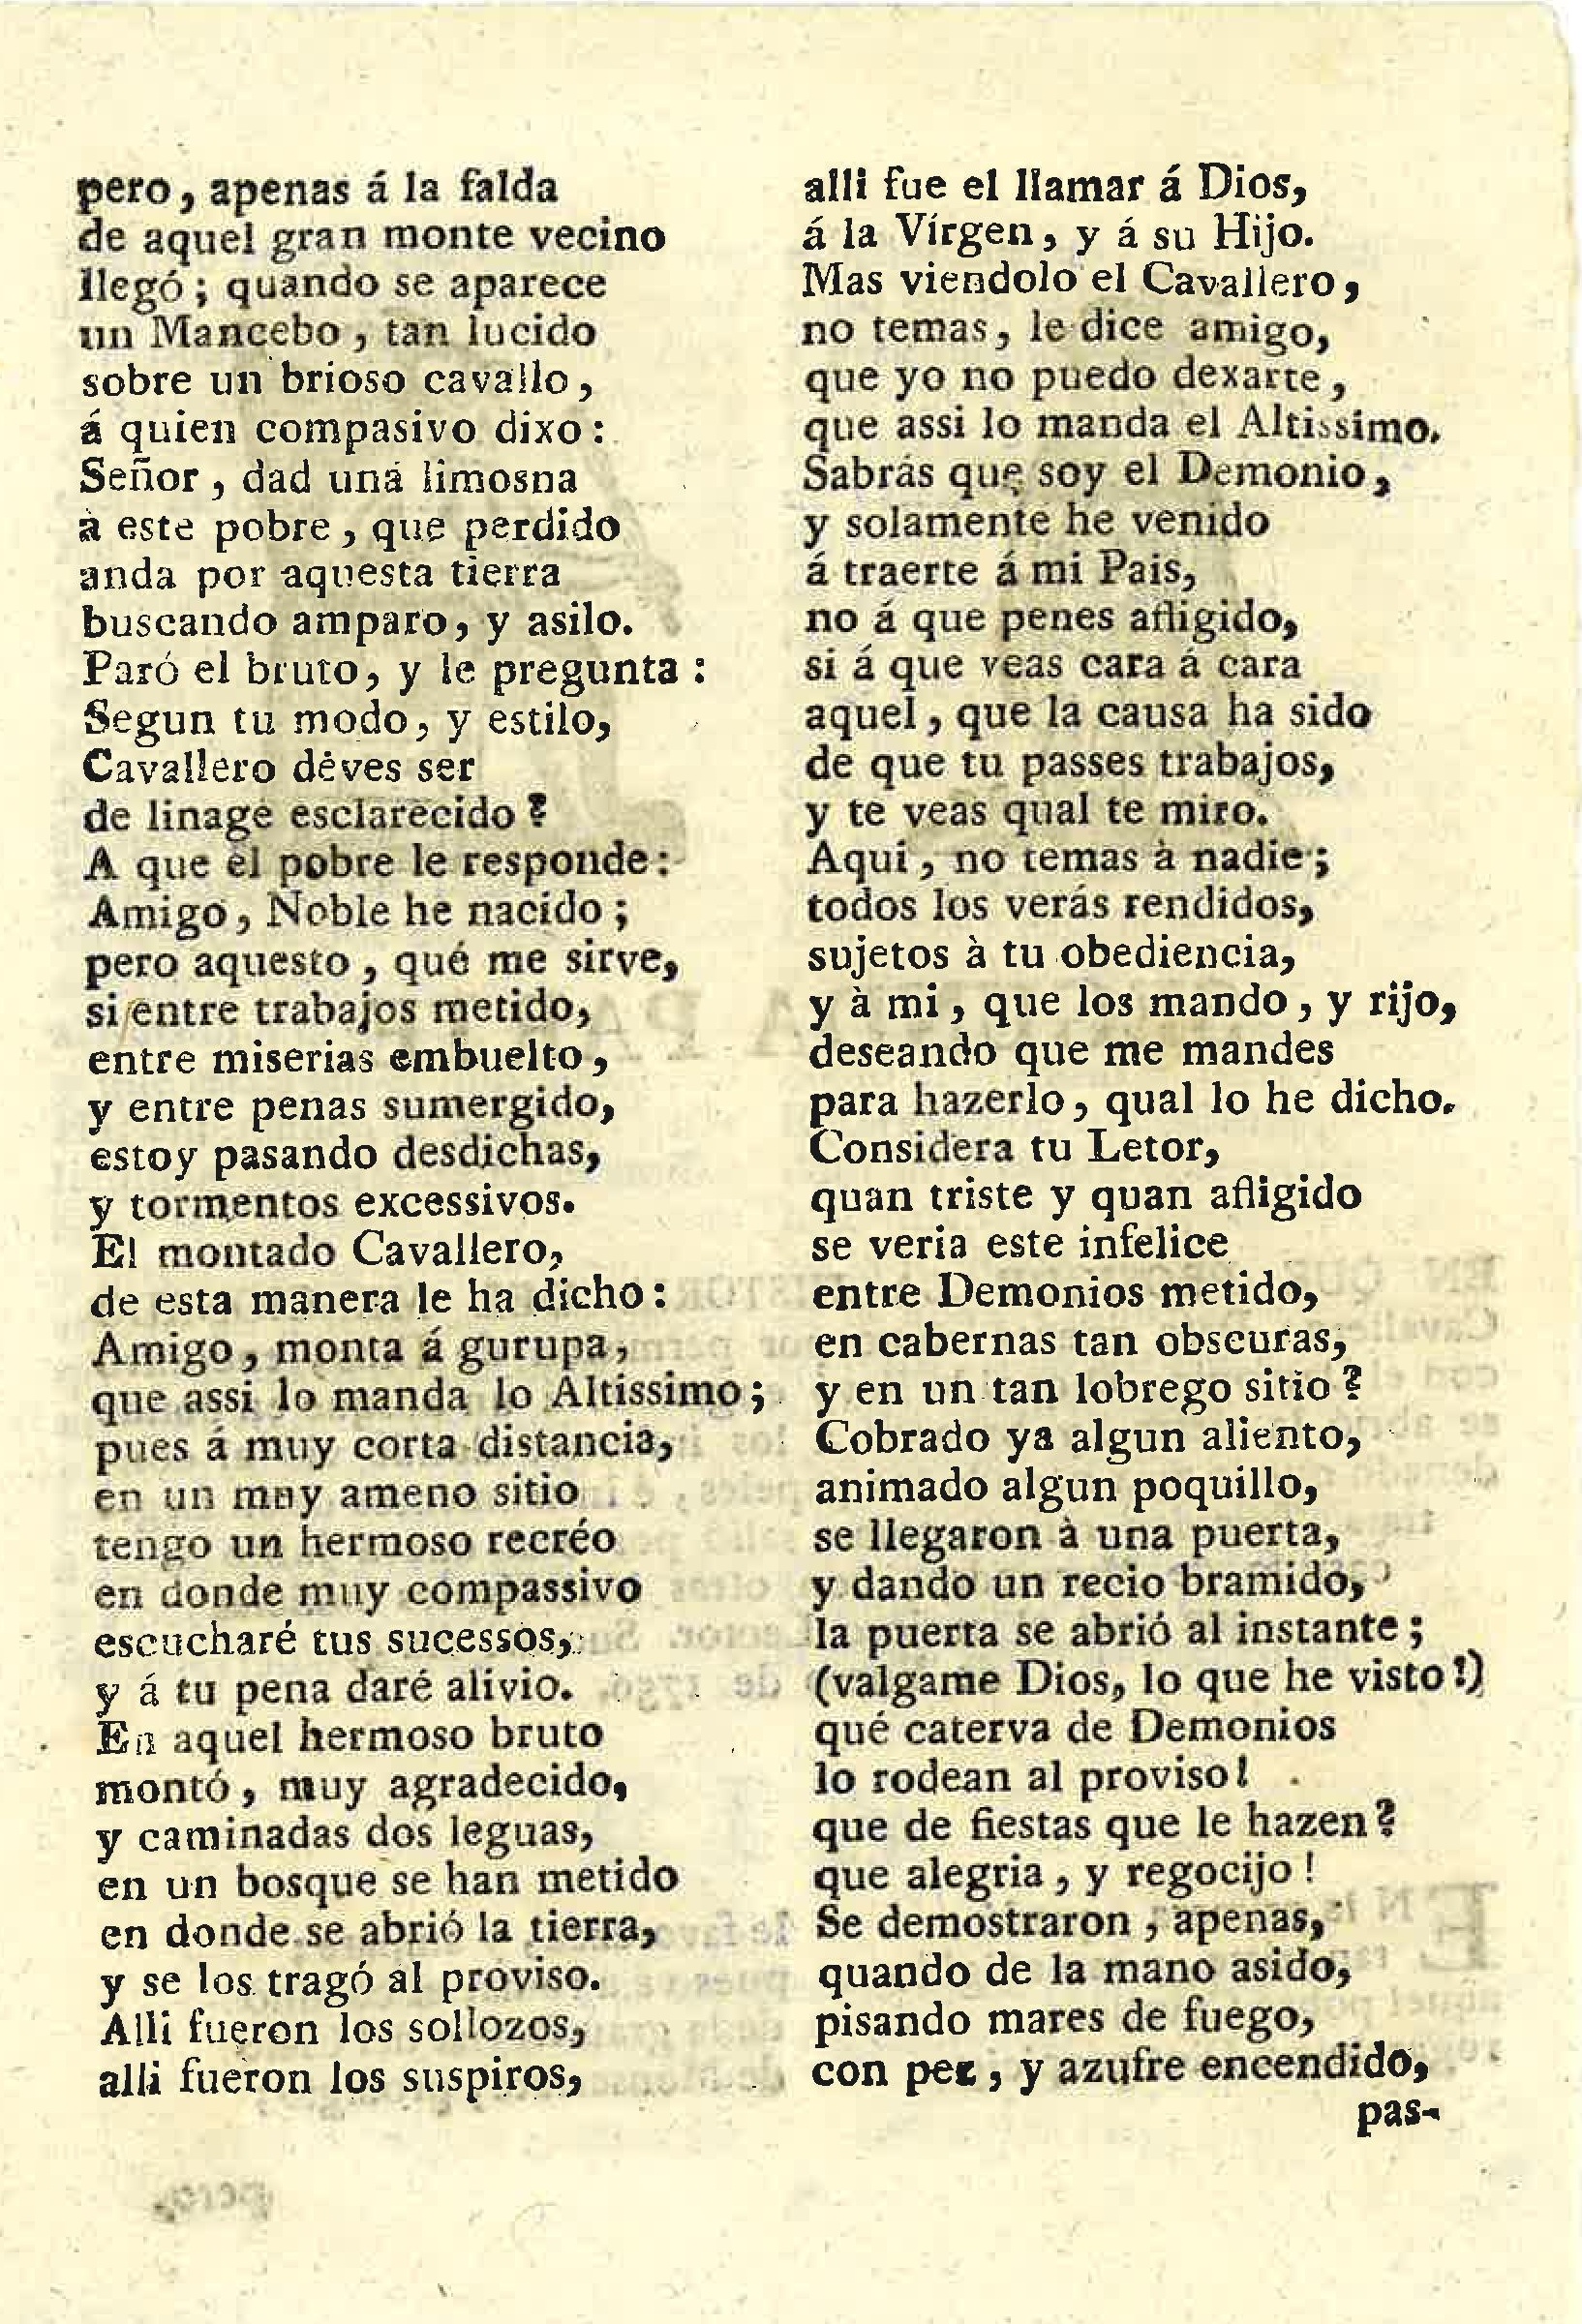 pero, apenas á la falda
de aquel gran monte vecino
llegó; quando se aparece
un Mancebo, tan lucido
sobre un brioso cavallo,
á quien compasivo dixo:
Señor, dad una limosna
à este pobre, que perdido
anda por aquesta tierra
buscando amparo, y asilo.
Paró el bruto, y le pregunta:
Segun tu modo, y estilo,
Cavallero déves ser
de linage esclarecido?
A que el pobre le responde:
Amigo, Noble he nacido;
pero aquesto, qué me sirve,
si entre trabajos metido,
entre miserias embuelto,
y entre penas sumergido,
estoy pasando desdichas,
y tormentos excessivos.
El montado Cavallero,
de esta manera le ha dicho:
Amigo, monta á gurupa,
que assi lo manda lo Altissimo;
pues á muy corta distancia,
en un muy ameno sitio
tengo un hermoso recréo
en donde muy compassivo
escucharé tus sucessos,
y á tu pena daré alivio.
En aquel hermoso bruto
montó, muy agradecido,
y caminadas dos leguas,
en un bosque se han metido
en donde se abrió la tierra,
y se los tragó al proviso.
Alli fueron los sollozos,
alli fueron los suspiros,
alli fue el llamar á Dios,
á la Vírgen, y á su Hijo.
Mas viendolo el Cavallero,
no temas, le dice amigo,
que yo no puedo dexarte,
que assi lo manda el Altissimo.
Sabrás que soy el Demonio,
y solamente he venido
á traerte á mi Pais,
no á que penes afligido,
si á que veas cara á cara
aquel, que la causa ha sido
de que tu passes trabajos,
y te veas qual te miro.
Aqui, no temas à nadie;
todos los verás rendidos,
sujetos à tu obediencia,
y à mi, que los mando, y rijo,
deseando que me mandes
para hazerlo, qual lo he dicho.
Considera tu Letor,
quan triste y quan afligido
se veria este infelice
entre Demonios metido,
en cabernas tan obscuras,
y en un tan lobrego sitio?
Cobrado ya algun aliento,
animado algun poquillo,
se llegaron à una puerta,
y dando un recio bramido,
la puerta se abrió al instante;
(valgame Dios, lo que he visto!)
qué caterva de Demonios
lo rodean al proviso!
que de fiestas que le hazen?
que alegria, y regocijo!
Se demostraron, apenas,
quando de la mano asido,
pisando mares de fuego,
con pez, y azufre encendido,
pas-